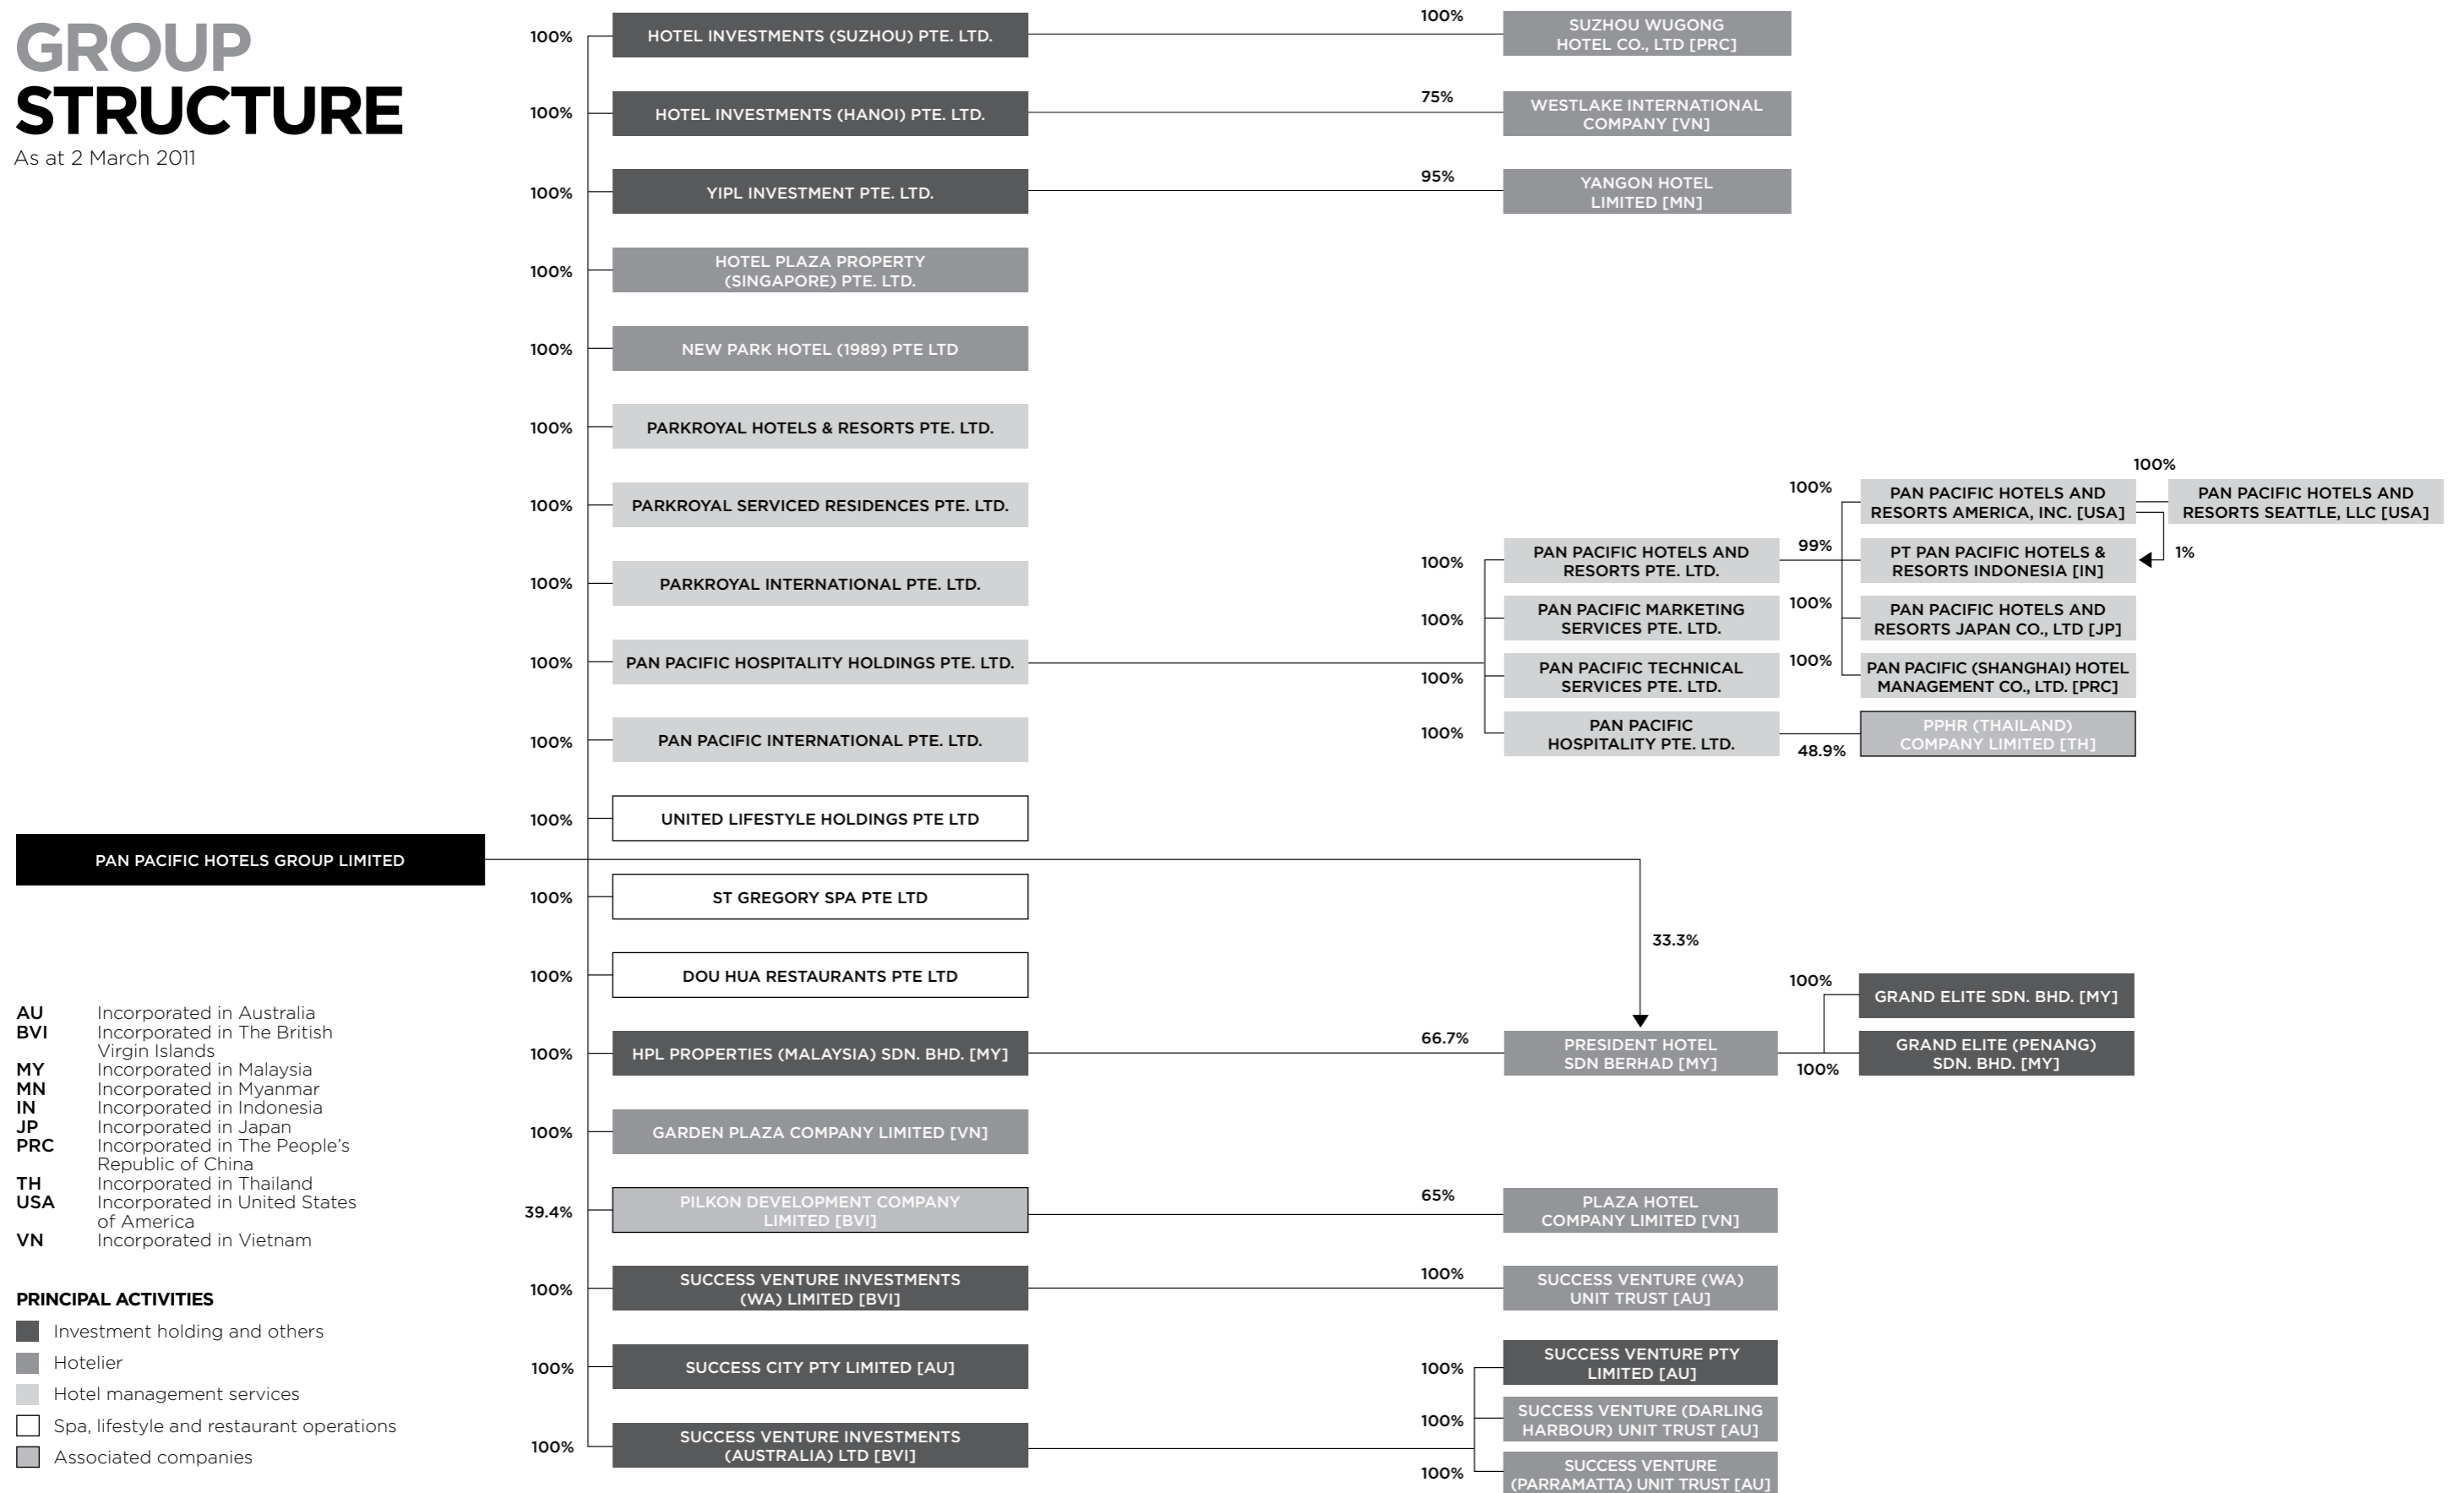 GROUP
STRUCTURE
As at 2 March 2011
100%
HOTEL INVESTMENTS (SUZHOU) PTE. LTD.
100%
SUZHOU WUGONG
HOTEL CO., LTD [PRC]
100%
HOTEL INVESTMENTS (HANOI) PTE. LTD.
75%
WESTLAKE INTERNATIONAL
COMPANY [VN]
100%
YIPL INVESTMENT PTE. LTD.
95%
YANGON HOTEL
LIMITED [MN]
100%
HOTEL PLAZA PROPERTY
(SINGAPORE) PTE. LTD.
100%
NEW PARK HOTEL (1989) PTE LTD
100%
PARKROYAL HOTELS & RESORTS PTE. LTD.
100%
PARKROYAL SERVICED RESIDENCES PTE. LTD.
100%
PARKROYAL INTERNATIONAL PTE. LTD.
100%
PAN PACIFIC HOSPITALITY HOLDINGS PTE. LTD.
100%
PAN PACIFIC HOTELS AND
RESORTS PTE. LTD.
100%
PAN PACIFIC MARKETING
SERVICES PTE. LTD.
100%
PAN PACIFIC TECHNICAL
SERVICES PTE. LTD.
100%
PAN PACIFIC
HOSPITALITY PTE. LTD.
100%
PAN PACIFIC HOTELS AND
RESORTS AMERICA, INC. [USA]
100%
PAN PACIFIC HOTELS AND
RESORTS SEATTLE, LLC [USA]
99%
PT PAN PACIFIC HOTELS &
RESORTS INDONESIA [IN]
1%
100%
PAN PACIFIC HOTELS AND
RESORTS JAPAN CO., LTD [JP]
100%
PAN PACIFIC (SHANGHAI) HOTEL
MANAGEMENT CO., LTD. [PRC]
48.9%
PPHR (THAILAND)
COMPANY LIMITED [TH]
100%
PAN PACIFIC INTERNATIONAL PTE. LTD.
100%
UNITED LIFESTYLE HOLDINGS PTE LTD
PAN PACIFIC HOTELS GROUP LIMITED
100%
ST GREGORY SPA PTE LTD
33.3%
100%
DOU HUA RESTAURANTS PTE LTD
100%
HPL PROPERTIES (MALAYSIA) SDN. BHD. [MY]
66.7%
PRESIDENT HOTEL
SDN BERHAD [MY]
100%
GRAND ELITE SDN. BHD. [MY]
100%
GRAND ELITE (PENANG)
SDN. BHD. [MY]
100%
GARDEN PLAZA COMPANY LIMITED [VN]
39.4%
PILKON DEVELOPMENT COMPANY
LIMITED [BVI]
65%
PLAZA HOTEL
COMPANY LIMITED [VN]
100%
SUCCESS VENTURE INVESTMENTS
(WA) LIMITED [BVI]
100%
SUCCESS VENTURE (WA)
UNIT TRUST [AU]
100%
SUCCESS CITY PTY LIMITED [AU]
100%
SUCCESS VENTURE INVESTMENTS
(AUSTRALIA) LTD [BVI]
100%
SUCCESS VENTURE PTY
LIMITED [AU]
100%
SUCCESS VENTURE (DARLING
HARBOUR) UNIT TRUST [AU]
100%
SUCCESS VENTURE
(PARRAMATTA) UNIT TRUST [AU]
AU Incorporated in Australia
BVI Incorporated in The British
Virgin Islands
MY Incorporated in Malaysia
MN Incorporated in Myanmar
IN Incorporated in Indonesia
JP Incorporated in Japan
PRC Incorporated in The People's
Republic of China
TH Incorporated in Thailand
USA Incorporated in United States
of America
VN Incorporated in Vietnam
PRINCIPAL ACTIVITIES
Investment holding and others
Hotelier
Hotel management services
Spa, lifestyle and restaurant operations
Associated companies